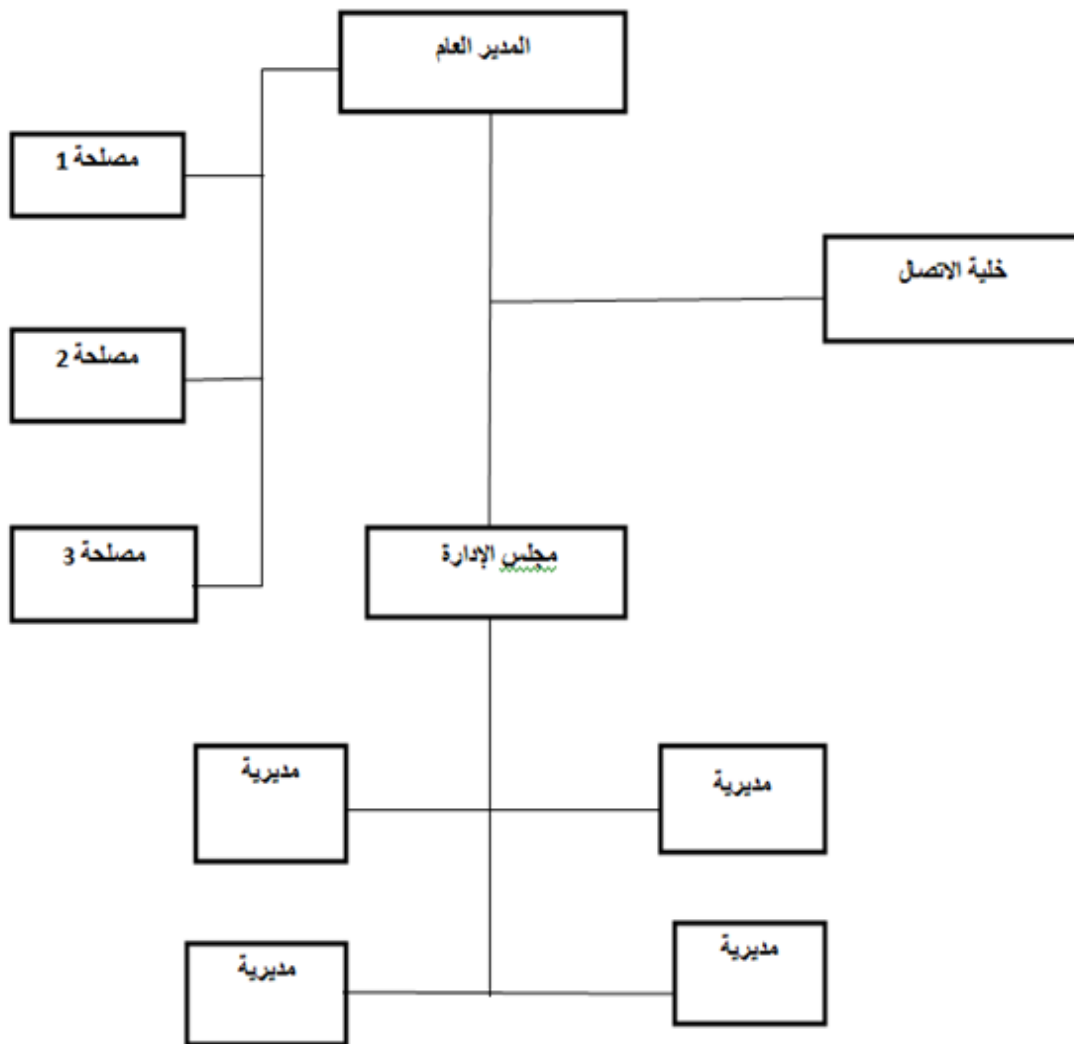 المدير العام
مصلحة 1
خلية الاتصال
مصلحة 2
مصلحة 3
مجلس الإدارة
مديرية
مديرية
مديرية
مديرية